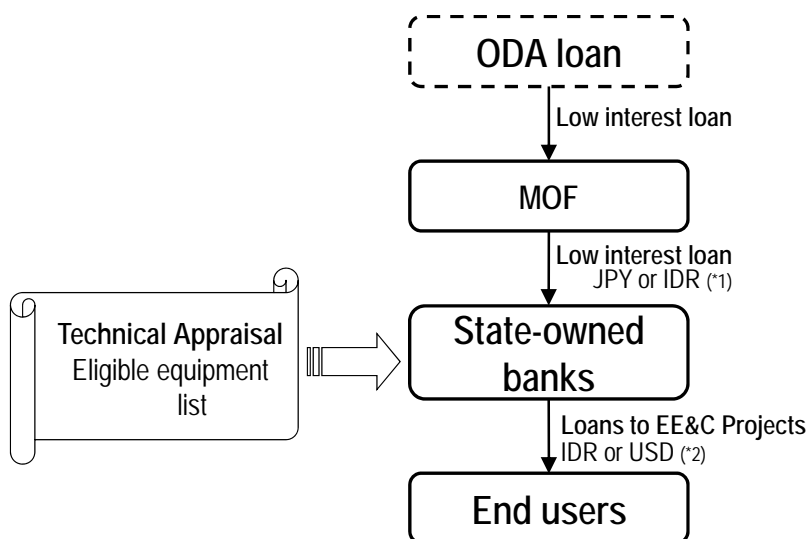 ODA loan
Low interest loan
MOF
Low interest loan
JPY or IDR (*1)
Technical Appraisal
Eligible equipment
list
State-owned
banks
Loans to EE&C Projects
IDR or USD (*2)
End users